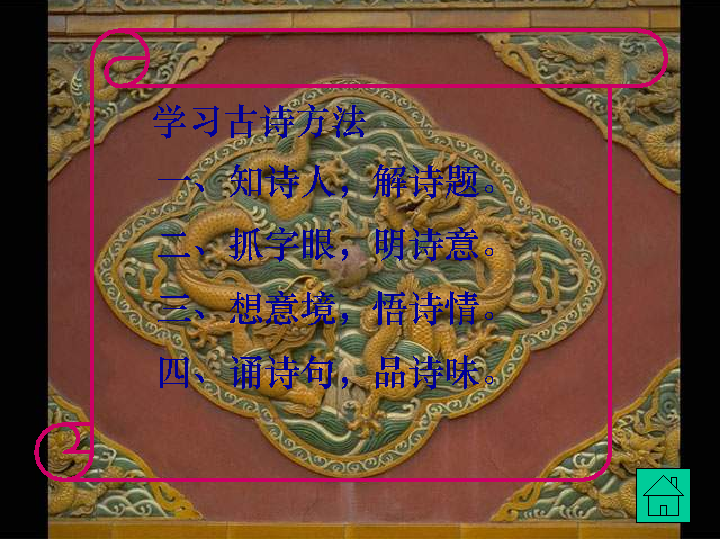 学习古诗方法
一、知诗人，解诗题。
二、抓字眼，明诗意。
三、想意境，悟诗情。
四、诵诗句，品诗味。